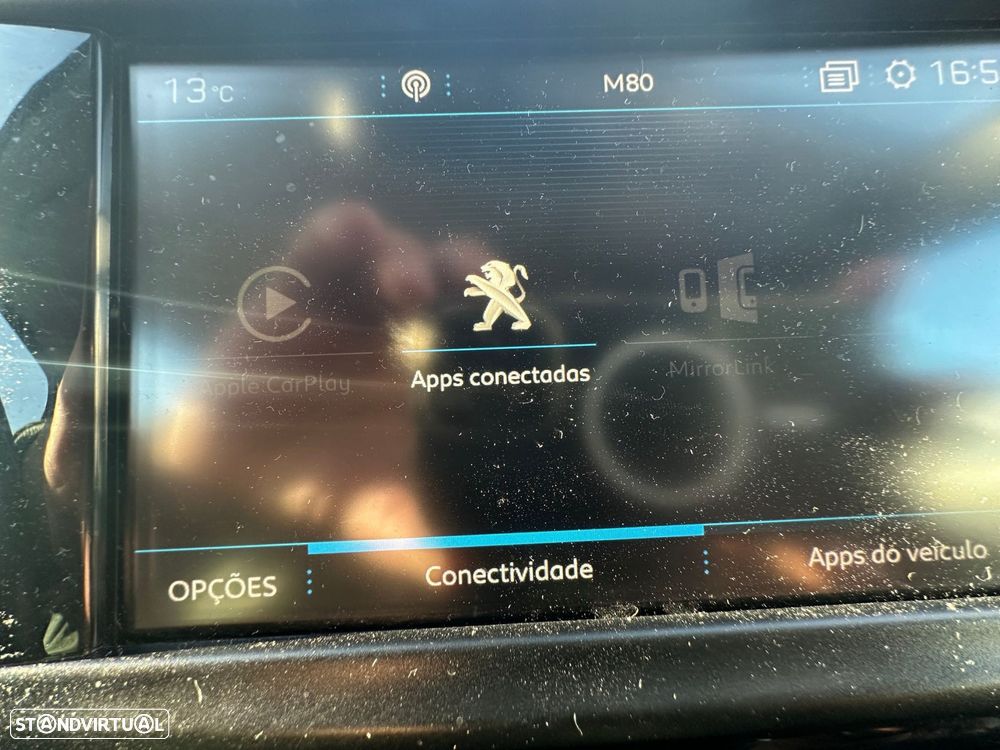 13°C M80 16:5
Apple CarPlay Apps conectadas MirrorLink
OPÇÕES Conectividade Apps do veículo
STANDVIRTUAL